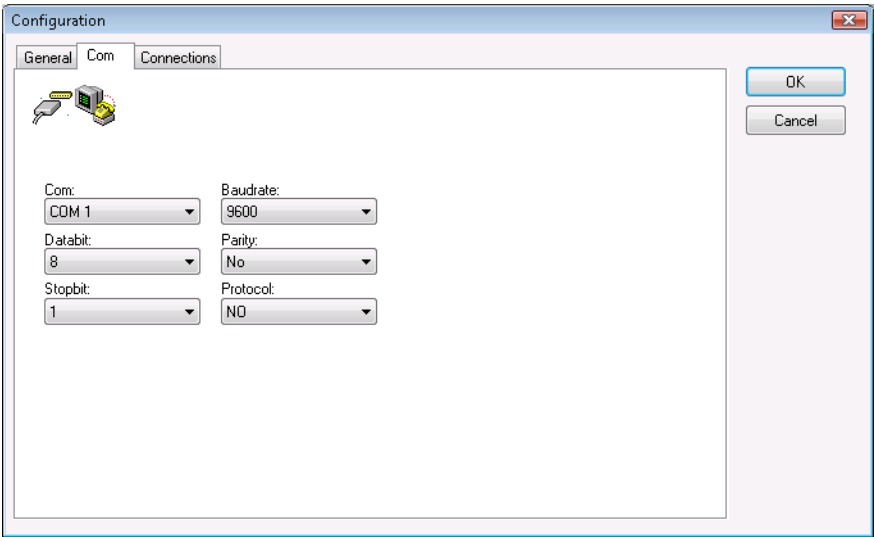 Configuration
General Com Connections
OK
Cancel
Com: Baudrate:
COM 1 9600
Databit: Parity:
8 No
Stopbit: Protocol:
1 NO